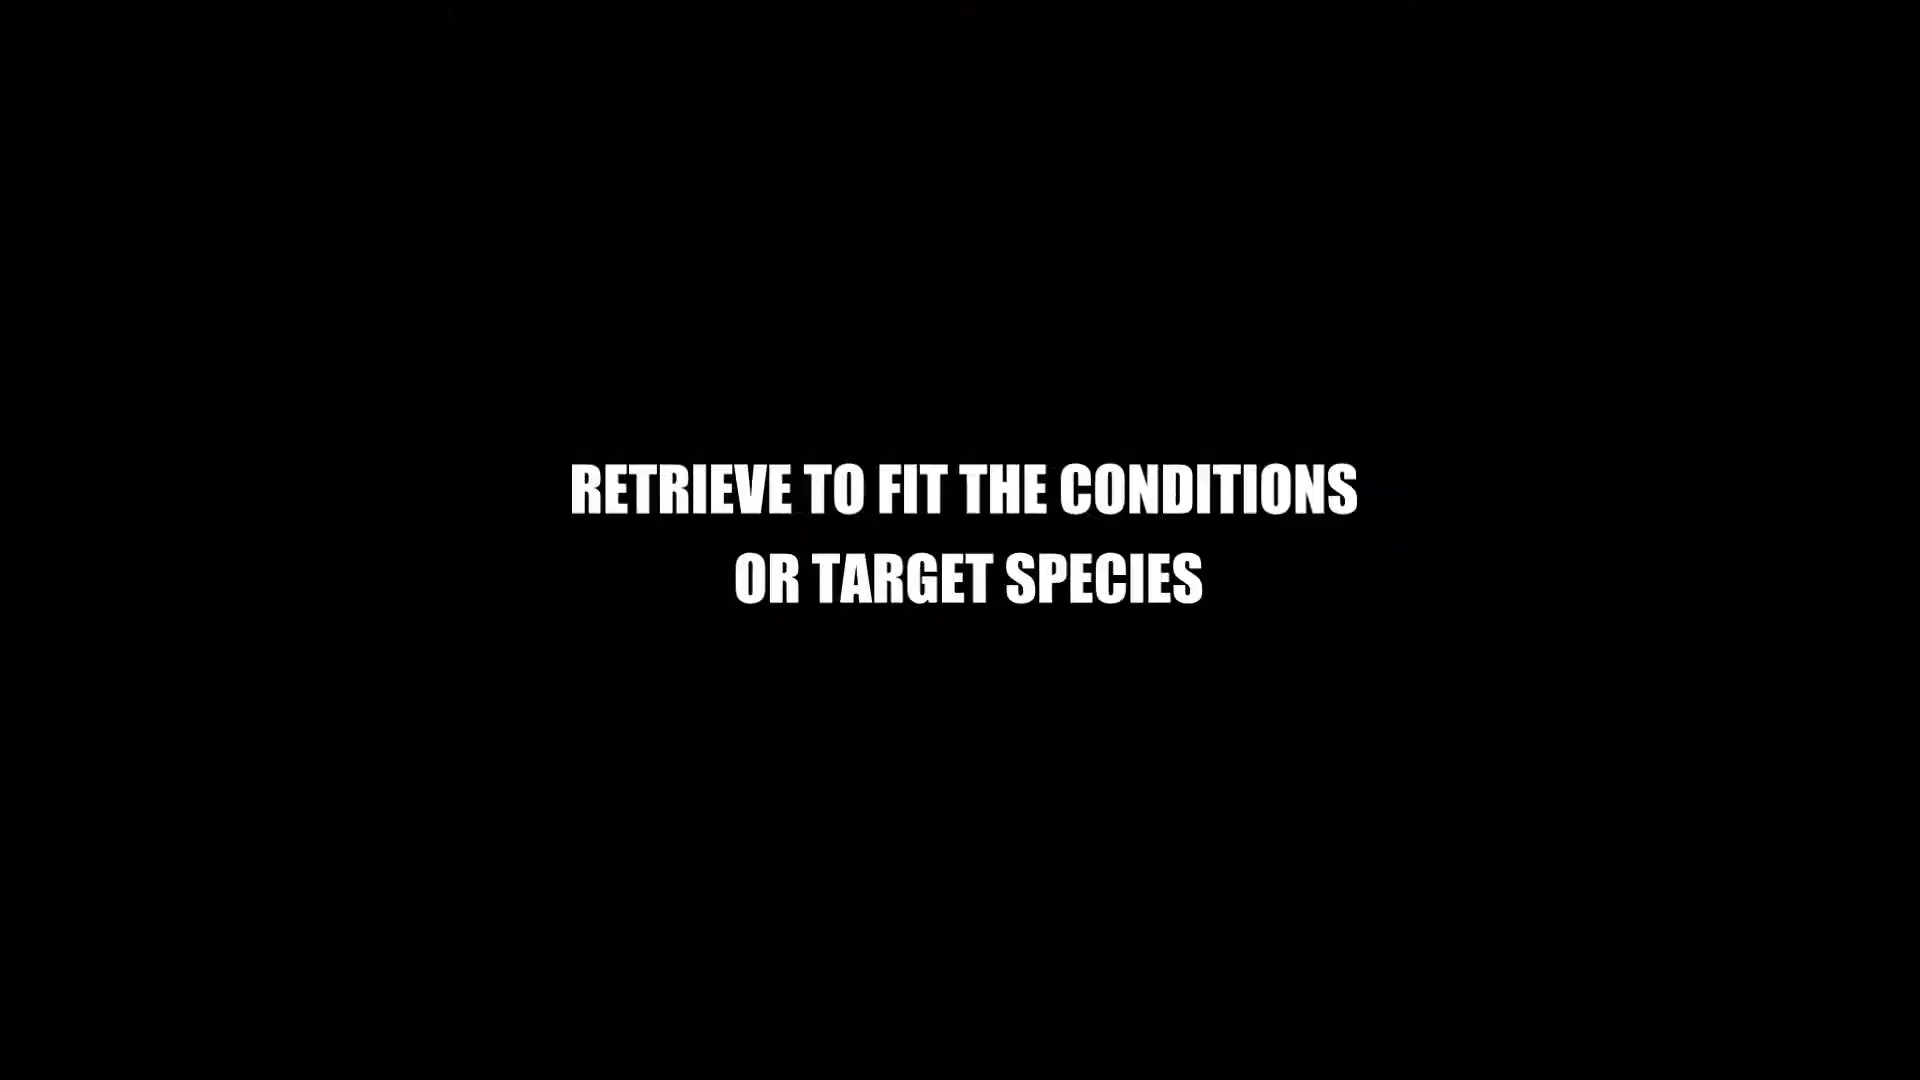 RETRIEVE TO FIT THE CONDITIONS
OR TARGET SPECIES